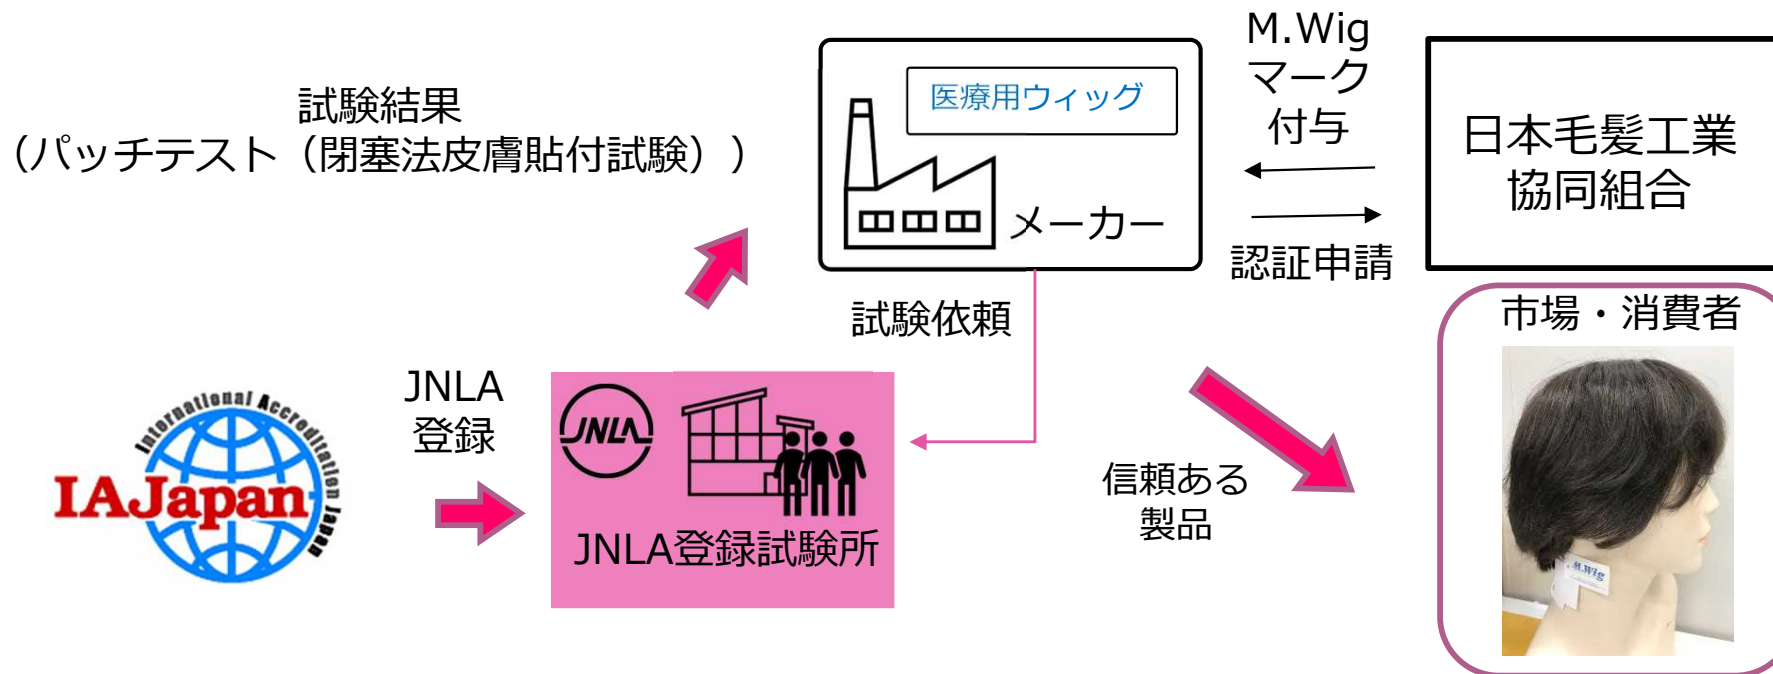 試験結果
（パッチテスト（閉塞法皮膚貼付試験））
医療用ウィッグ
メーカー
M.Wig
マーク
付与
認証申請
日本毛髪工業
協同組合
試験依頼
市場・消費者
International Accreditation Japan
IAJapan
JNLA
登録
JNLA
JNLA登録試験所
信頼ある
製品
M.Wig